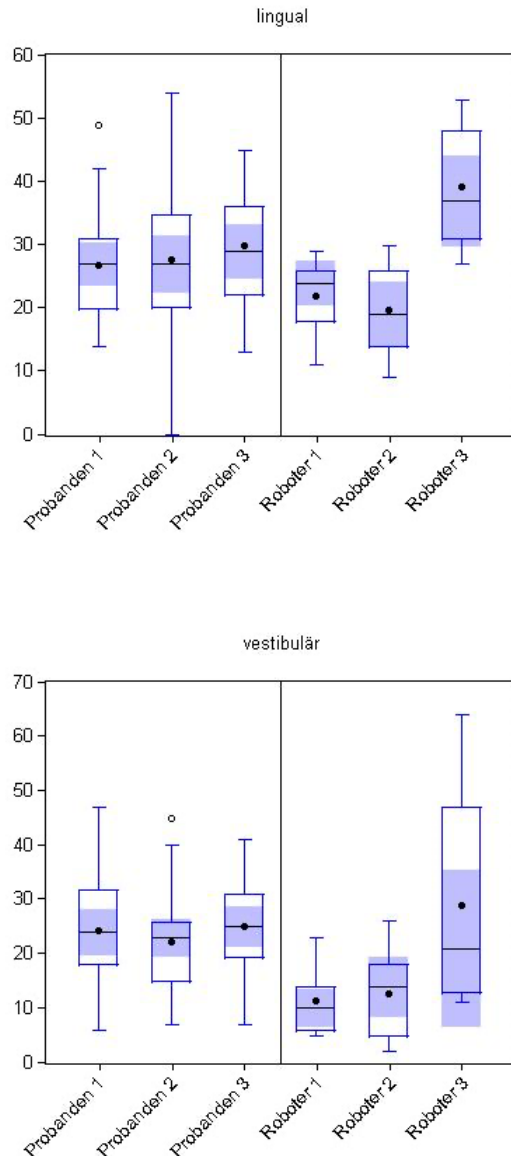 lingual
60
50
40
30
20
10
0
Probanden 1
Probanden 2
Probanden 3
Roboter 1
Roboter 2
Roboter 3
vestibulär
70
60
50
40
30
20
10
0
Probanden 1
Probanden 2
Probanden 3
Roboter 1
Roboter 2
Roboter 3